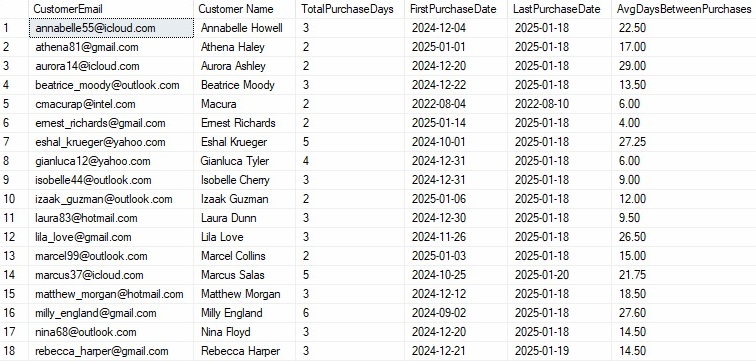 CustomerEmail Customer Name TotalPurchaseDays FirstPurchaseDate LastPurchaseDate AvgDaysBetweenPurchases
1 annabelle55@icloud.com Annabelle Howell 3 2024-12-04 2025-01-18 22.50
2 athena81@gmail.com Athena Haley 2 2025-01-01 2025-01-18 17.00
3 aurora14@icloud.com Aurora Ashley 2 2024-12-20 2025-01-18 29.00
4 beatrice_moody@outlook.com Beatrice Moody 3 2024-12-22 2025-01-18 13.50
5 cmacurap@intel.com Macura 2 2022-08-04 2022-08-10 6.00
6 ernest_richards@gmail.com Ernest Richards 2 2025-01-14 2025-01-18 4.00
7 eshal_krueger@yahoo.com Eshal Krueger 5 2024-10-01 2025-01-18 27.25
8 gianluca12@yahoo.com Gianluca Tyler 4 2024-12-31 2025-01-18 6.00
9 isobelle44@outlook.com Isobelle Cherry 3 2024-12-31 2025-01-18 9.00
10 izaak_guzman@outlook.com Izaak Guzman 2 2025-01-06 2025-01-18 12.00
11 laura83@hotmail.com Laura Dunn 3 2024-12-30 2025-01-18 9.50
12 lila_love@gmail.com Lila Love 3 2024-11-26 2025-01-18 26.50
13 marcel99@outlook.com Marcel Collins 2 2025-01-03 2025-01-18 15.00
14 marcus37@icloud.com Marcus Salas 5 2024-10-25 2025-01-20 21.75
15 matthew_morgan@hotmail.com Matthew Morgan 3 2024-12-12 2025-01-18 18.50
16 milly_england@gmail.com Milly England 6 2024-09-02 2025-01-18 27.60
17 nina68@outlook.com Nina Floyd 3 2024-12-20 2025-01-18 14.50
18 rebecca_harper@gmail.com Rebecca Harper 3 2024-12-21 2025-01-19 14.50